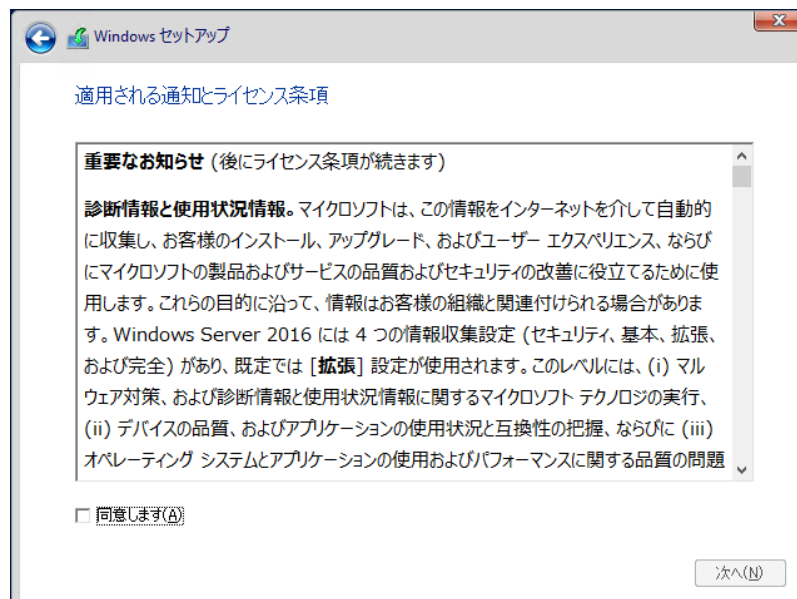 Windows セットアップ
適用される通知とライセンス条項
重要なお知らせ (後にライセンス条項が続きます)
診断情報と使用状況情報。マイクロソフトは、この情報をインターネットを介して自動的
に収集し、お客様のインストール、アップグレード、およびユーザー エクスペリエンス、ならび
にマイクロソフトの製品およびサービスの品質およびセキュリティの改善に役立てるために使
用します。これらの目的に沿って、情報はお客様の組織と関連付けられる場合がありま
す。Windows Server 2016 には 4 つの情報収集設定 (セキュリティ、基本、拡張、
および完全) があり、既定では [拡張] 設定が使用されます。このレベルには、(i) マル
ウェア対策、および診断情報と使用状況情報に関するマイクロソフト テクノロジの実行、
(ii) デバイスの品質、およびアプリケーションの使用状況と互換性の把握、ならびに (iii)
オペレーティング システムとアプリケーションの使用およびパフォーマンスに関する品質の問題
同意します(A)
次へ(N)